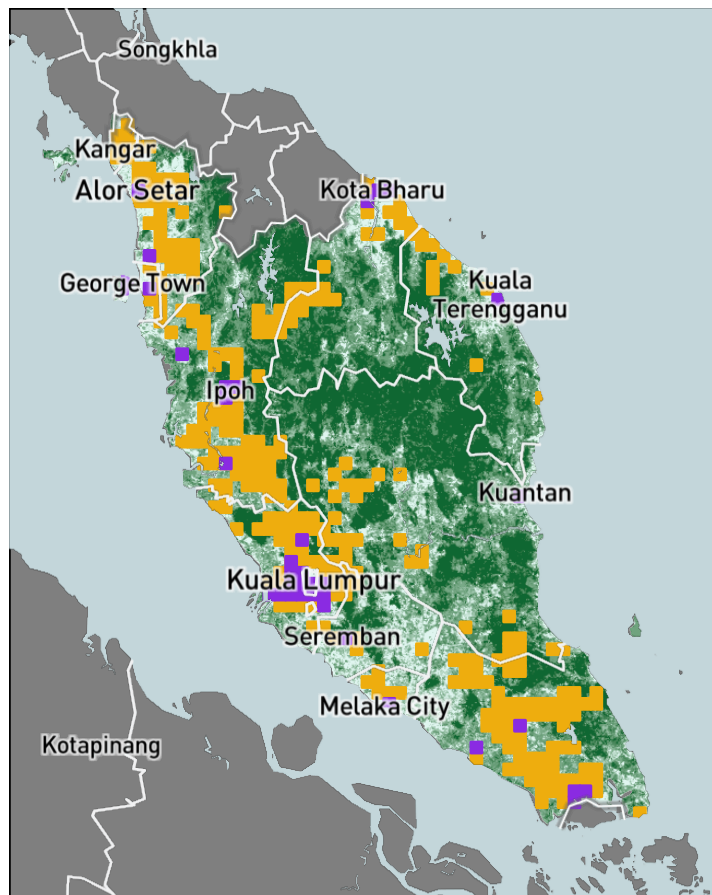 Songkhla
Kangar
Alor Setar
Kota Bharu
George Town
Kuala
Terengganu
Ipoh
Kuantan
Kuala Lumpur
Seremban
Melaka City
Kotapinang